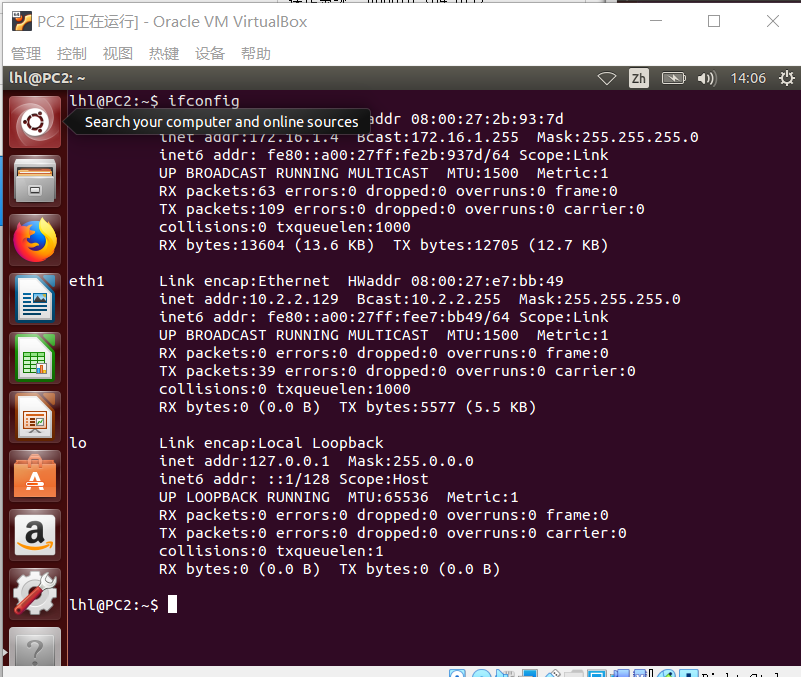 PC2 [正在运行] - Oracle VM VirtualBox
管理 控制 视图 热键 设备 帮助
lhl@PC2: ~ Zh 14:06
lhl@PC2:~$ ifconfig
Search your computer and online sources addr 08:00:27:2b:93:7d
inet addr:172.16.1.4 Bcast:172.16.1.255 Mask:255.255.255.0
inet6 addr: fe80::a00:27ff:fe2b:937d/64 Scope:Link
UP BROADCAST RUNNING MULTICAST MTU:1500 Metric:1
RX packets:63 errors:0 dropped:0 overruns:0 frame:0
TX packets:109 errors:0 dropped:0 overruns:0 carrier:0
collisions:0 txqueuelen:1000
RX bytes:13604 (13.6 KB) TX bytes:12705 (12.7 KB)
eth1 Link encap:Ethernet HWaddr 08:00:27:e7:bb:49
inet addr:10.2.2.129 Bcast:10.2.2.255 Mask:255.255.255.0
inet6 addr: fe80::a00:27ff:fee7:bb49/64 Scope:Link
UP BROADCAST RUNNING MULTICAST MTU:1500 Metric:1
RX packets:0 errors:0 dropped:0 overruns:0 frame:0
TX packets:39 errors:0 dropped:0 overruns:0 carrier:0
collisions:0 txqueuelen:1000
RX bytes:0 (0.0 B) TX bytes:5577 (5.5 KB)
lo Link encap:Local Loopback
inet addr:127.0.0.1 Mask:255.0.0.0
inet6 addr: ::1/128 Scope:Host
UP LOOPBACK RUNNING MTU:65536 Metric:1
RX packets:0 errors:0 dropped:0 overruns:0 frame:0
TX packets:0 errors:0 dropped:0 overruns:0 carrier:0
collisions:0 txqueuelen:1
RX bytes:0 (0.0 B) TX bytes:0 (0.0 B)
lhl@PC2:~$